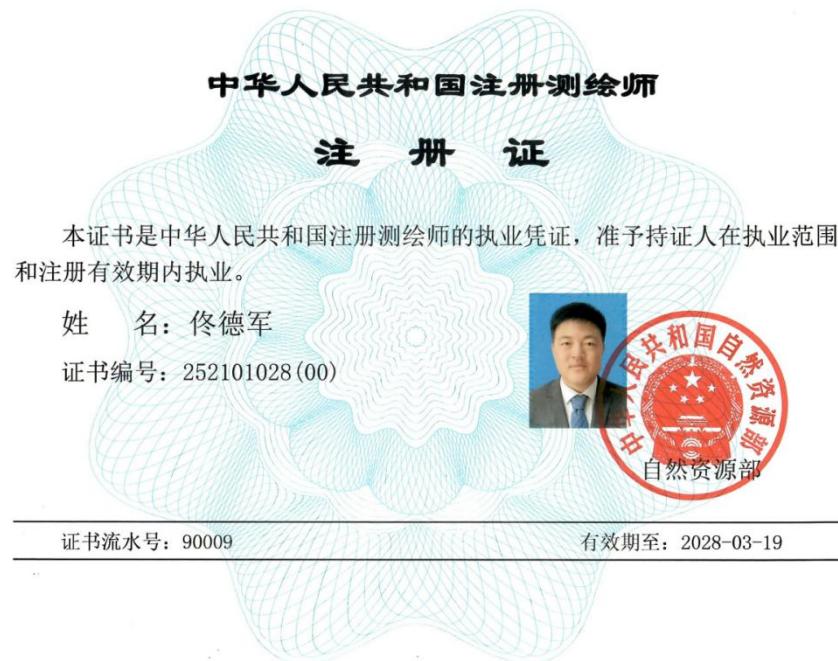 中华人民共和国注册测绘师
注 册 证
本证书是中华人民共和国注册测绘师的执业凭证，准予持证人在执业范围
和注册有效期内执业。
姓 名：佟德军
证书编号：252101028(00)
中华人民共和国自然资源部
自然资源部
证书流水号：90009
有效期至：2028-03-19